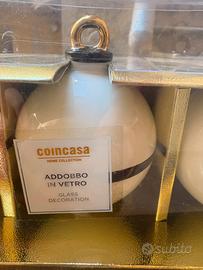 coincasa
HOME COLLECTION
ADDOBBO
IN VETRO
GLASS
DECORATION
subito